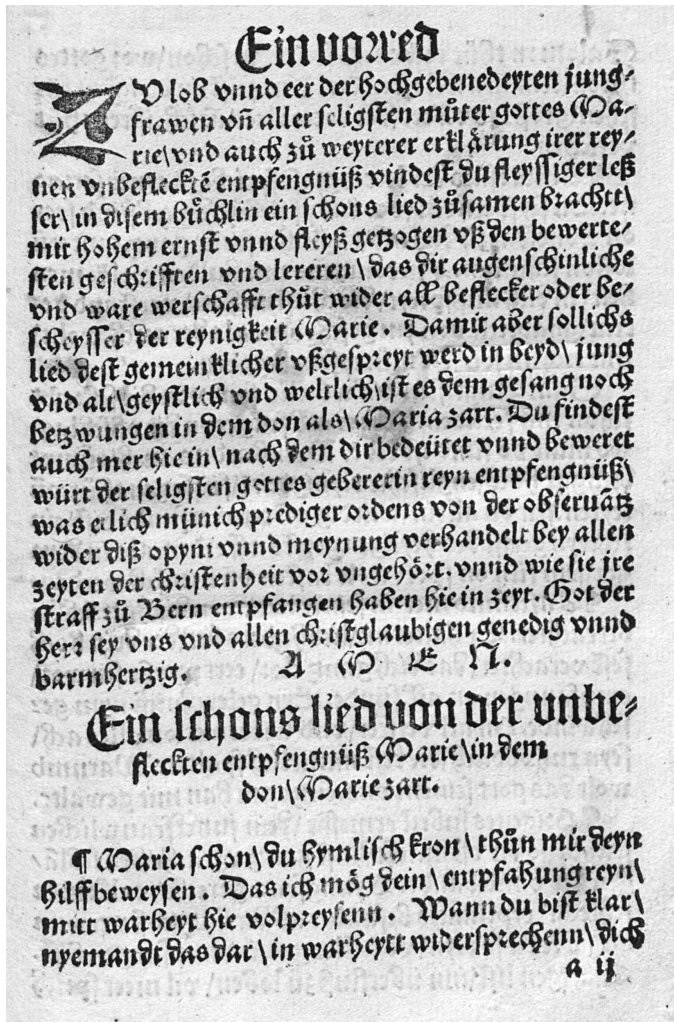 Ein vorred
ZU lob vnnd eer der hochgebenedeyten jung⸗
frawen vñ aller seligsten můter gottes Ma⸗
rie\vnd auch zů weyterer erklärung irer rey⸗
nen vnbeflecktē entpfengnüß vindest du fleyssiger leß
ser\ in disem bůchlin ein schons lied zůsamen brachtt\
mit hohem ernst vnnd fleyß getzogen vß den bewerte⸗
sten geschrifften vnd lereren \ das dir augenschinliche
vnd ware werschafft thůt wider all beflecker oder be⸗
scheysser der reynigkeit Marie. Damit aber sollichs
lied dest gemeinklicher vßgespreyt werd in beyd\ jung
vnd alt\geystlich vnd weltlich\ist es dem gesang noch
betzwungen in dem don als\ Maria zart. Du findest
auch mer hie in\ nach dem dir bedeütet vnnd beweret
würt der seligsten gottes gebererin reyn entpfengnüß\
was etlich münich prediger ordens von der obseruātz
wider diß opyni vnnd meynung verhandelt bey allen
zeyten der christenheit vor vngehört. vnnd wie sie jre
straff zů Bern entpfangen haben hie in zeyt. Got der
herr sey vns vnd allen christglaubigen genedig vnnd
barmhertzig. A M E N.
Ein schons lied von der vnbe⸗
fleckten entpfengnüß Marie\in dem
don\Marie zart.
¶ Maria schon\ du hymlisch kron \ thůn mir deyn
hilff beweysen. Das ich mög dein\ entpfahung reyn\
mitt warheyt hie volpreysenn. Wann du bist klar\
nyemandt das dar \ in warheytt widersprechenn\ dich
a ij